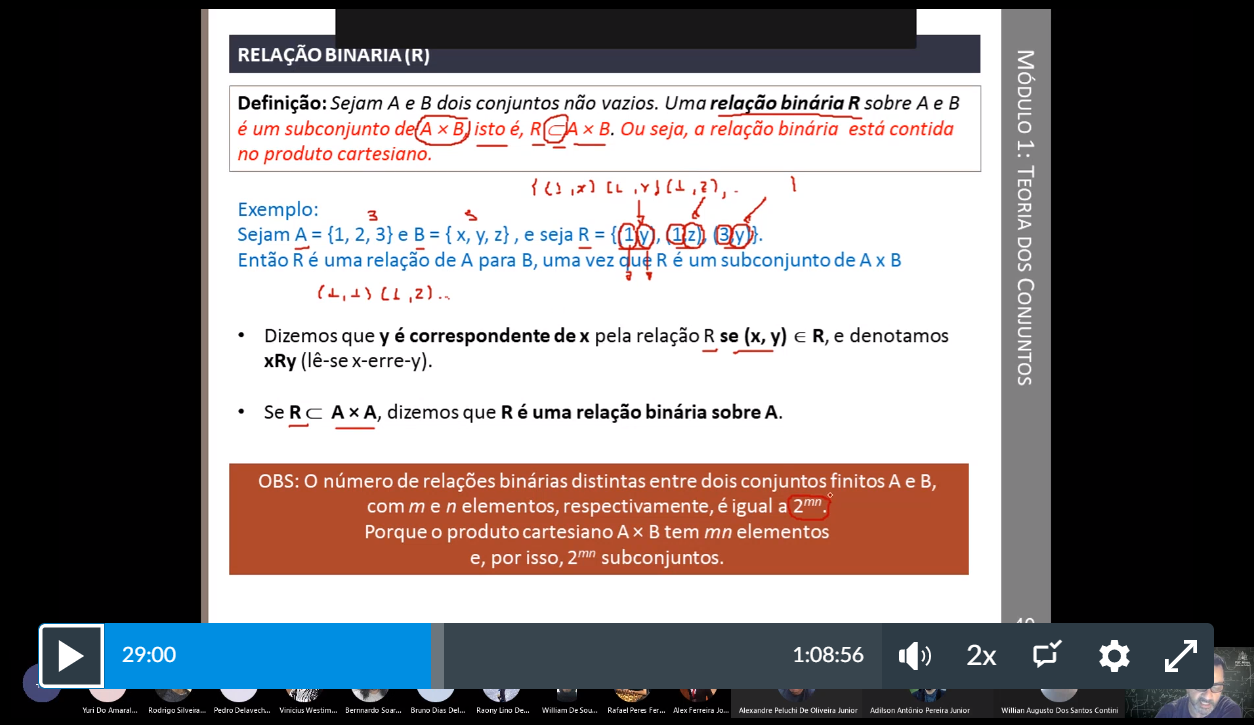 RELAÇÃO BINÁRIA (R)
Definição: Sejam A e B dois conjuntos não vazios. Uma relação binária R sobre A e B
é um subconjunto de A × B, isto é, R ⊂ A × B. Ou seja, a relação binária está contida
no produto cartesiano.
{ (1,x) (1,y) (1,z), .. }
Exemplo:
3 3
Sejam A = {1, 2, 3} e B = { x, y, z} , e seja R = {(1,y), (1,z), (3,y)}.
Então R é uma relação de A para B, uma vez que R é um subconjunto de A x B
(1,1) (1,2) ...
• Dizemos que y é correspondente de x pela relação R se (x, y) ∈ R, e denotamos
xRy (lê-se x-erre-y).
• Se R ⊂ A × A, dizemos que R é uma relação binária sobre A.
OBS: O número de relações binárias distintas entre dois conjuntos finitos A e B,
com m e n elementos, respectivamente, é igual a 2^mn.
Porque o produto cartesiano A × B tem mn elementos
e, por isso, 2^mn subconjuntos.
MÓDULO 1: TEORIA DOS CONJUNTOS
29:00
1:08:56
2x
Yuri Do Amaral...
Rodrigo Silveira...
Pedro Delavech...
Vinicius Westim...
Bernnardo Soar...
Bruno Dias Del...
Raony Lino De...
William De Sou...
Rafael Peres Fer...
Alex Ferreira Jo...
Alexandre Peluchi De Oliveira Junior
Adilson Antônio Pereira Junior
Willian Augusto Dos Santos Contini